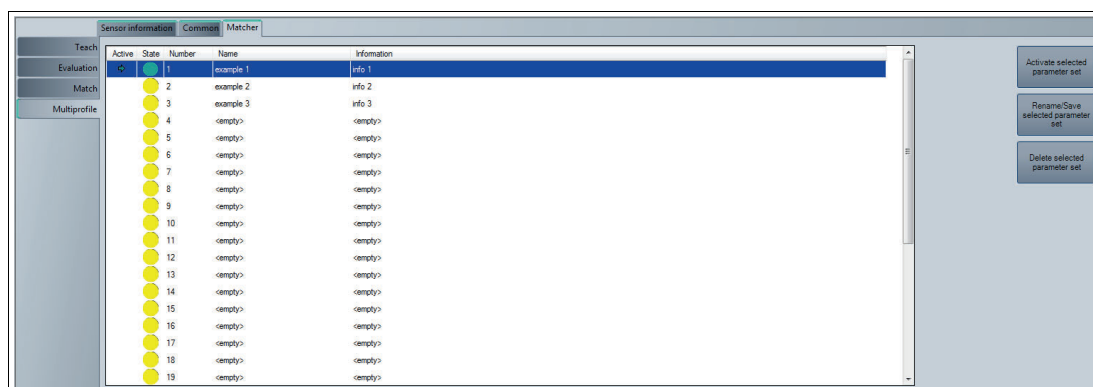 Sensor information Common Matcher
Teach
Evaluation
Match
Multiprofile
Active State Number Name Information
1 example 1 info 1
2 example 2 info 2
3 example 3 info 3
4 <empty> <empty>
5 <empty> <empty>
6 <empty> <empty>
7 <empty> <empty>
8 <empty> <empty>
9 <empty> <empty>
10 <empty> <empty>
11 <empty> <empty>
12 <empty> <empty>
13 <empty> <empty>
14 <empty> <empty>
15 <empty> <empty>
16 <empty> <empty>
17 <empty> <empty>
18 <empty> <empty>
19 <empty> <empty>
Activate selected
parameter set
Rename/Save
selected parameter
set
Delete selected
parameter set